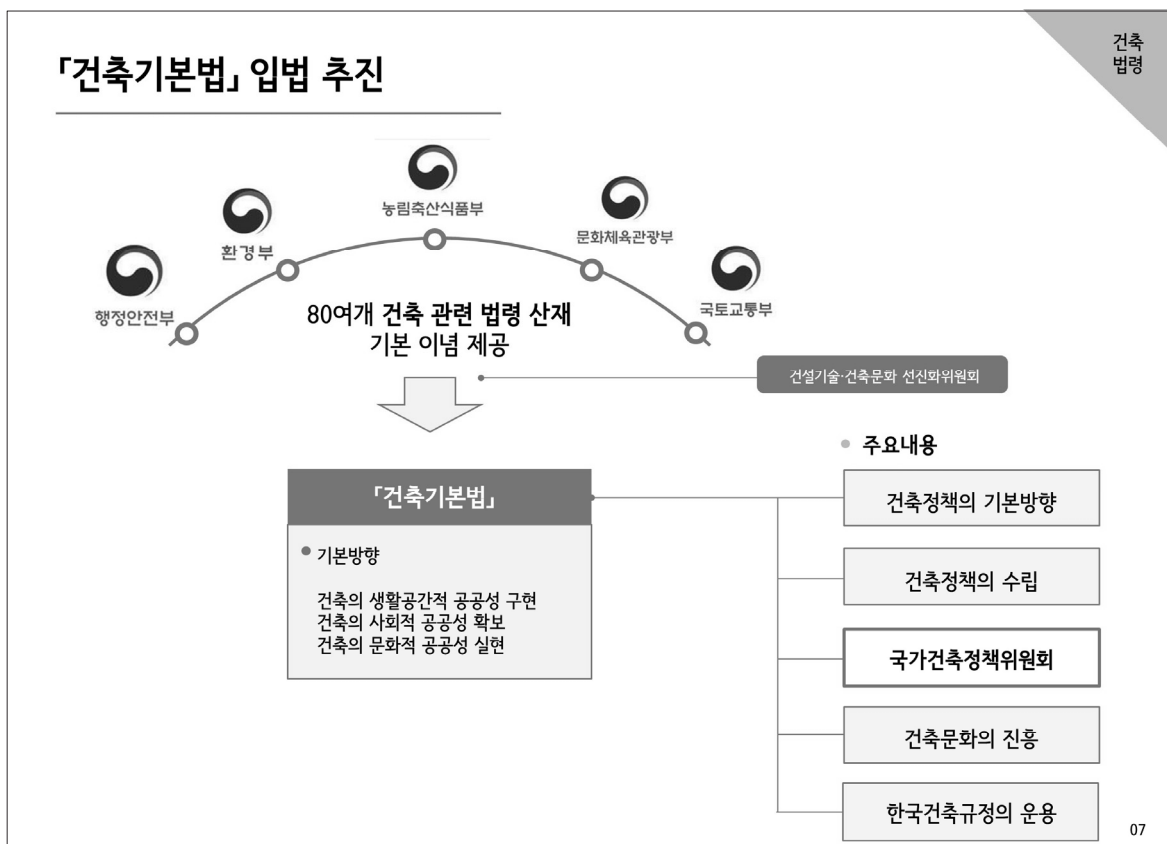 「건축기본법」 입법 추진
건축
법령
농림축산식품부
환경부
문화체육관광부
행정안전부
국토교통부
80여개 건축 관련 법령 산재
기본 이념 제공
건설기술·건축문화 선진화위원회
주요내용
「건축기본법」
기본방향
건축의 생활공간적 공공성 구현
건축의 사회적 공공성 확보
건축의 문화적 공공성 실현
건축정책의 기본방향
건축정책의 수립
국가건축정책위원회
건축문화의 진흥
한국건축규정의 운용
07